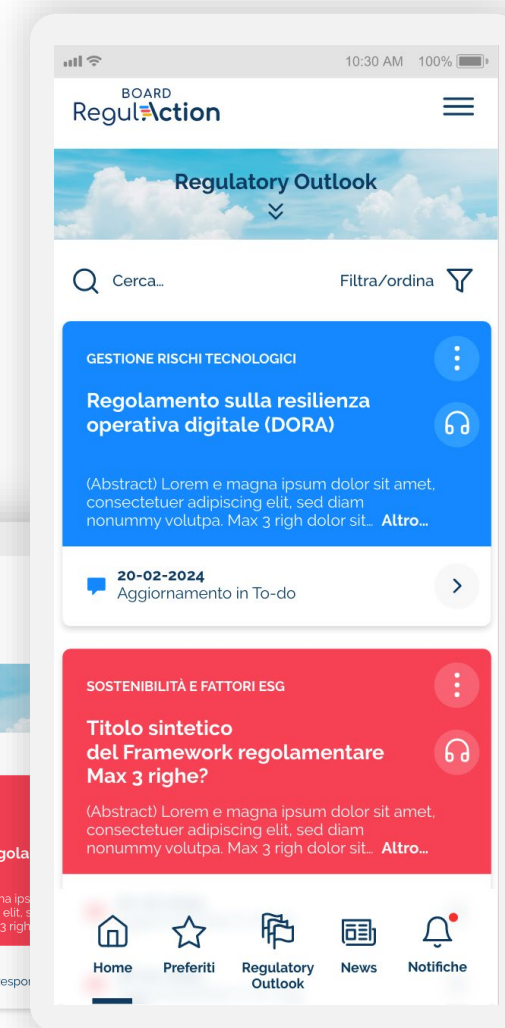 10:30 AM 100%
BOARD
RegulAction
Regulatory Outlook
Cerca...
Filtra/ordina
GESTIONE RISCHI TECNOLOGICI
Regolamento sulla resilienza
operativa digitale (DORA)
(Abstract) Lorem e magna ipsum dolor sit amet,
consectetuer adipiscing elit, sed diam
nonummy volutpa. Max 3 righ dolor sit... Altro...
20-02-2024
Aggiornamento in To-do
SOSTENIBILITÀ E FATTORI ESG
Titolo sintetico
del Framework regolamentare
Max 3 righe?
(Abstract) Lorem e magna ipsum dolor sit amet,
consectetuer adipiscing elit, sed diam
nonummy volutpa. Max 3 righ dolor sit... Altro...
Home
Preferiti
Regulatory
Outlook
News
Notifiche